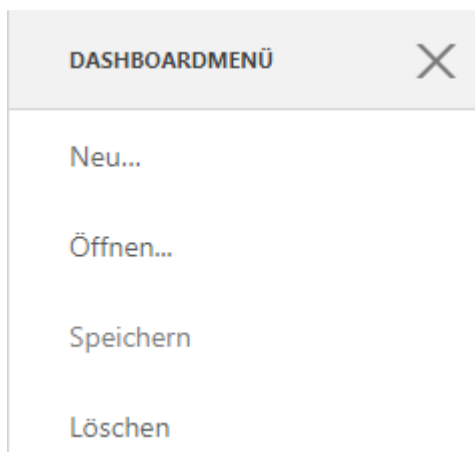 DASHBOARDMENÜ
Neu...
Öffnen...
Speichern
Löschen